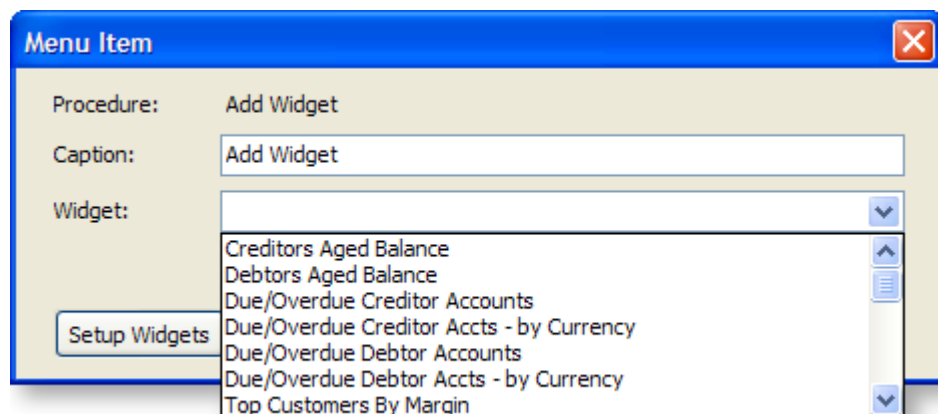 Menu Item
Procedure: Add Widget
Caption: Add Widget
Widget:
Creditors Aged Balance
Debtors Aged Balance
Due/Overdue Creditor Accounts
Due/Overdue Creditor Accts - by Currency
Due/Overdue Debtor Accounts
Due/Overdue Debtor Accts - by Currency
Top Customers By Margin
Setup Widgets